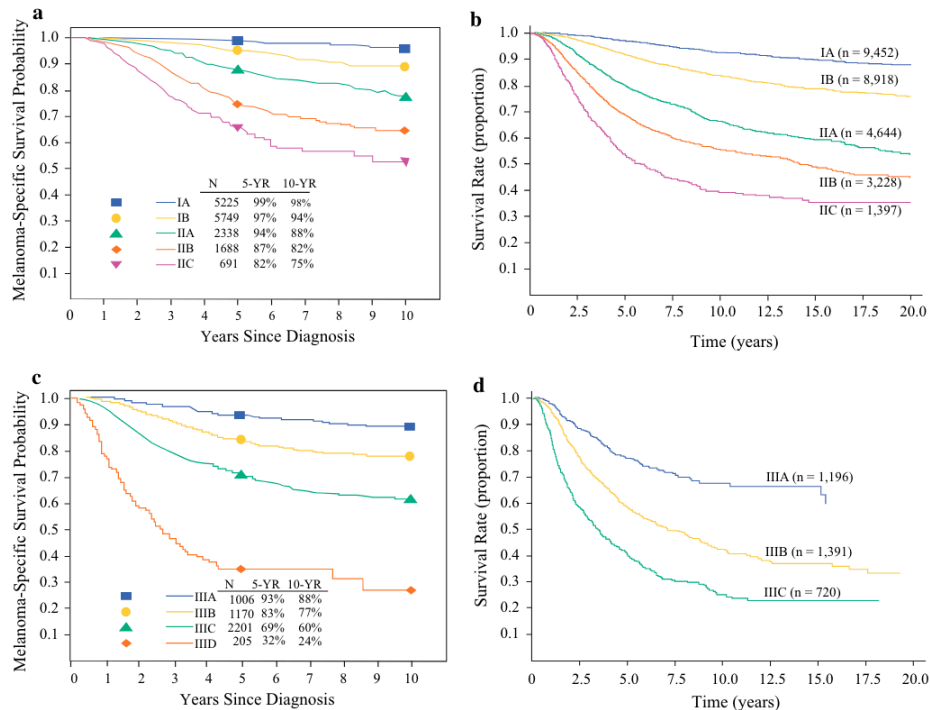 a
Melanoma-Specific Survival Probability
1.0
0.9
0.8
0.7
0.6
0.5
0.4
0.3
0.2
0.1
N 5-YR 10-YR
IA 5225 99% 98%
IB 5749 97% 94%
IIA 2338 94% 88%
IIB 1688 87% 82%
IIC 691 82% 75%
0 1 2 3 4 5 6 7 8 9 10
Years Since Diagnosis
b
Survival Rate (proportion)
1.0
0.9
0.8
0.7
0.6
0.5
0.4
0.3
0.2
0.1
IA (n = 9,452)
IB (n = 8,918)
IIA (n = 4,644)
IIB (n = 3,228)
IIC (n = 1,397)
0 2.5 5.0 7.5 10.0 12.5 15.0 17.5 20.0
Time (years)
c
Melanoma-Specific Survival Probability
1.0
0.9
0.8
0.7
0.6
0.5
0.4
0.3
0.2
0.1
N 5-YR 10-YR
IIIA 1006 93% 88%
IIIB 1170 83% 77%
IIIC 2201 69% 60%
IIID 205 32% 24%
0 1 2 3 4 5 6 7 8 9 10
Years Since Diagnosis
d
Survival Rate (proportion)
1.0
0.9
0.8
0.7
0.6
0.5
0.4
0.3
0.2
0.1
IIIA (n = 1,196)
IIIB (n = 1,391)
IIIC (n = 720)
0 2.5 5.0 7.5 10.0 12.5 15.0 17.5 20.0
Time (years)